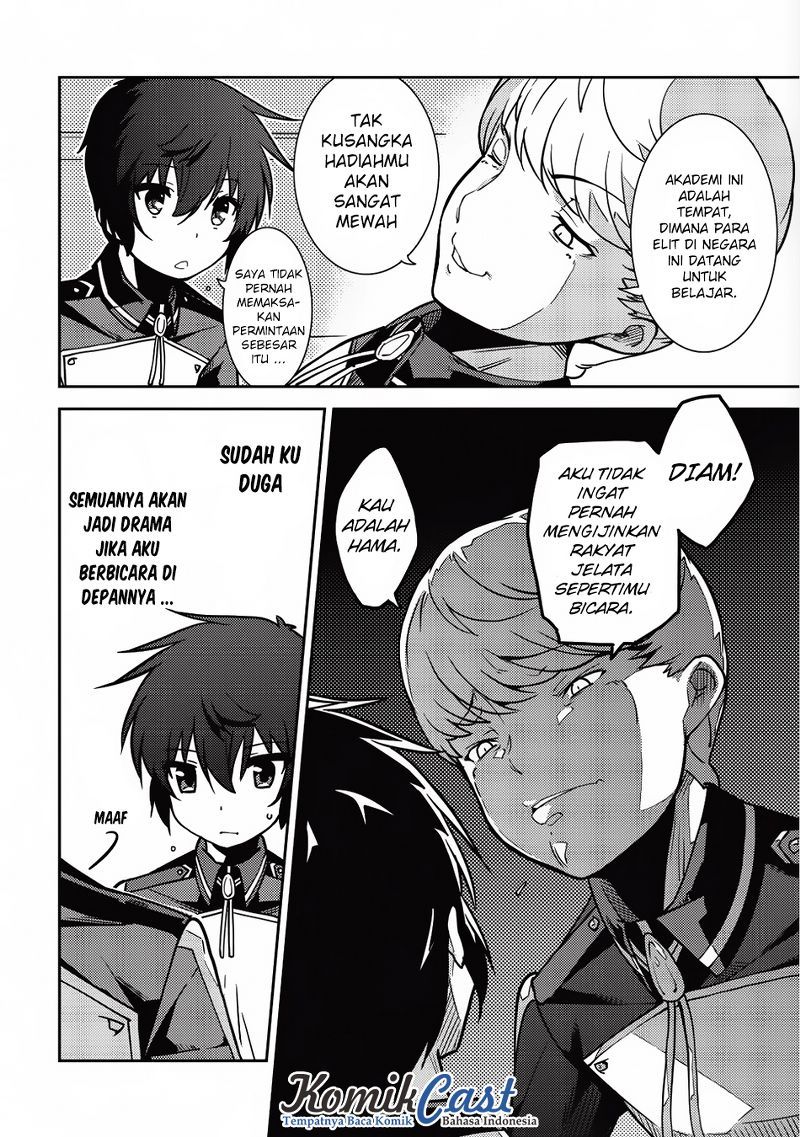 AKADEMI INI
ADALAH
TEMPAT,
DIMANA PARA
ELIT DI NEGARA
INI DATANG
UNTUK
BELAJAR.
TAK
KUSANGKA
HADIAHMU
AKAN
SANGAT
MEWAH
SAYA TIDAK
PERNAH
MEMAKSA-
KAN
PERMINTAAN
SEBESAR
ITU ...
DIAM!
AKU TIDAK
INGAT
PERNAH
MENGIJINKAN
RAKYAT
JELATA
SEPERTIMU
BICARA.
KAU
ADALAH
HAMA.
SUDAH KU
DUGA
SEMUANYA AKAN
JADI DRAMA
JIKA AKU
BERBICARA DI
DEPANNYA ...
MAAF
KomikCast
Tempatnya Baca Komik Bahasa Indonesia